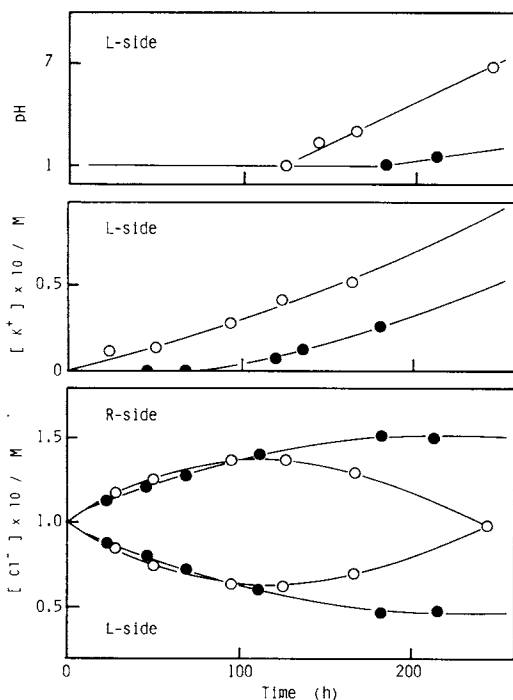 L-side
7
pH
1
L-side
[ K⁺ ] x 10 / M
0.5
0
R-side
[ Cl⁻ ] x 10 / M
1.5
1.0
0.5
L-side
0 100 200
Time (h)